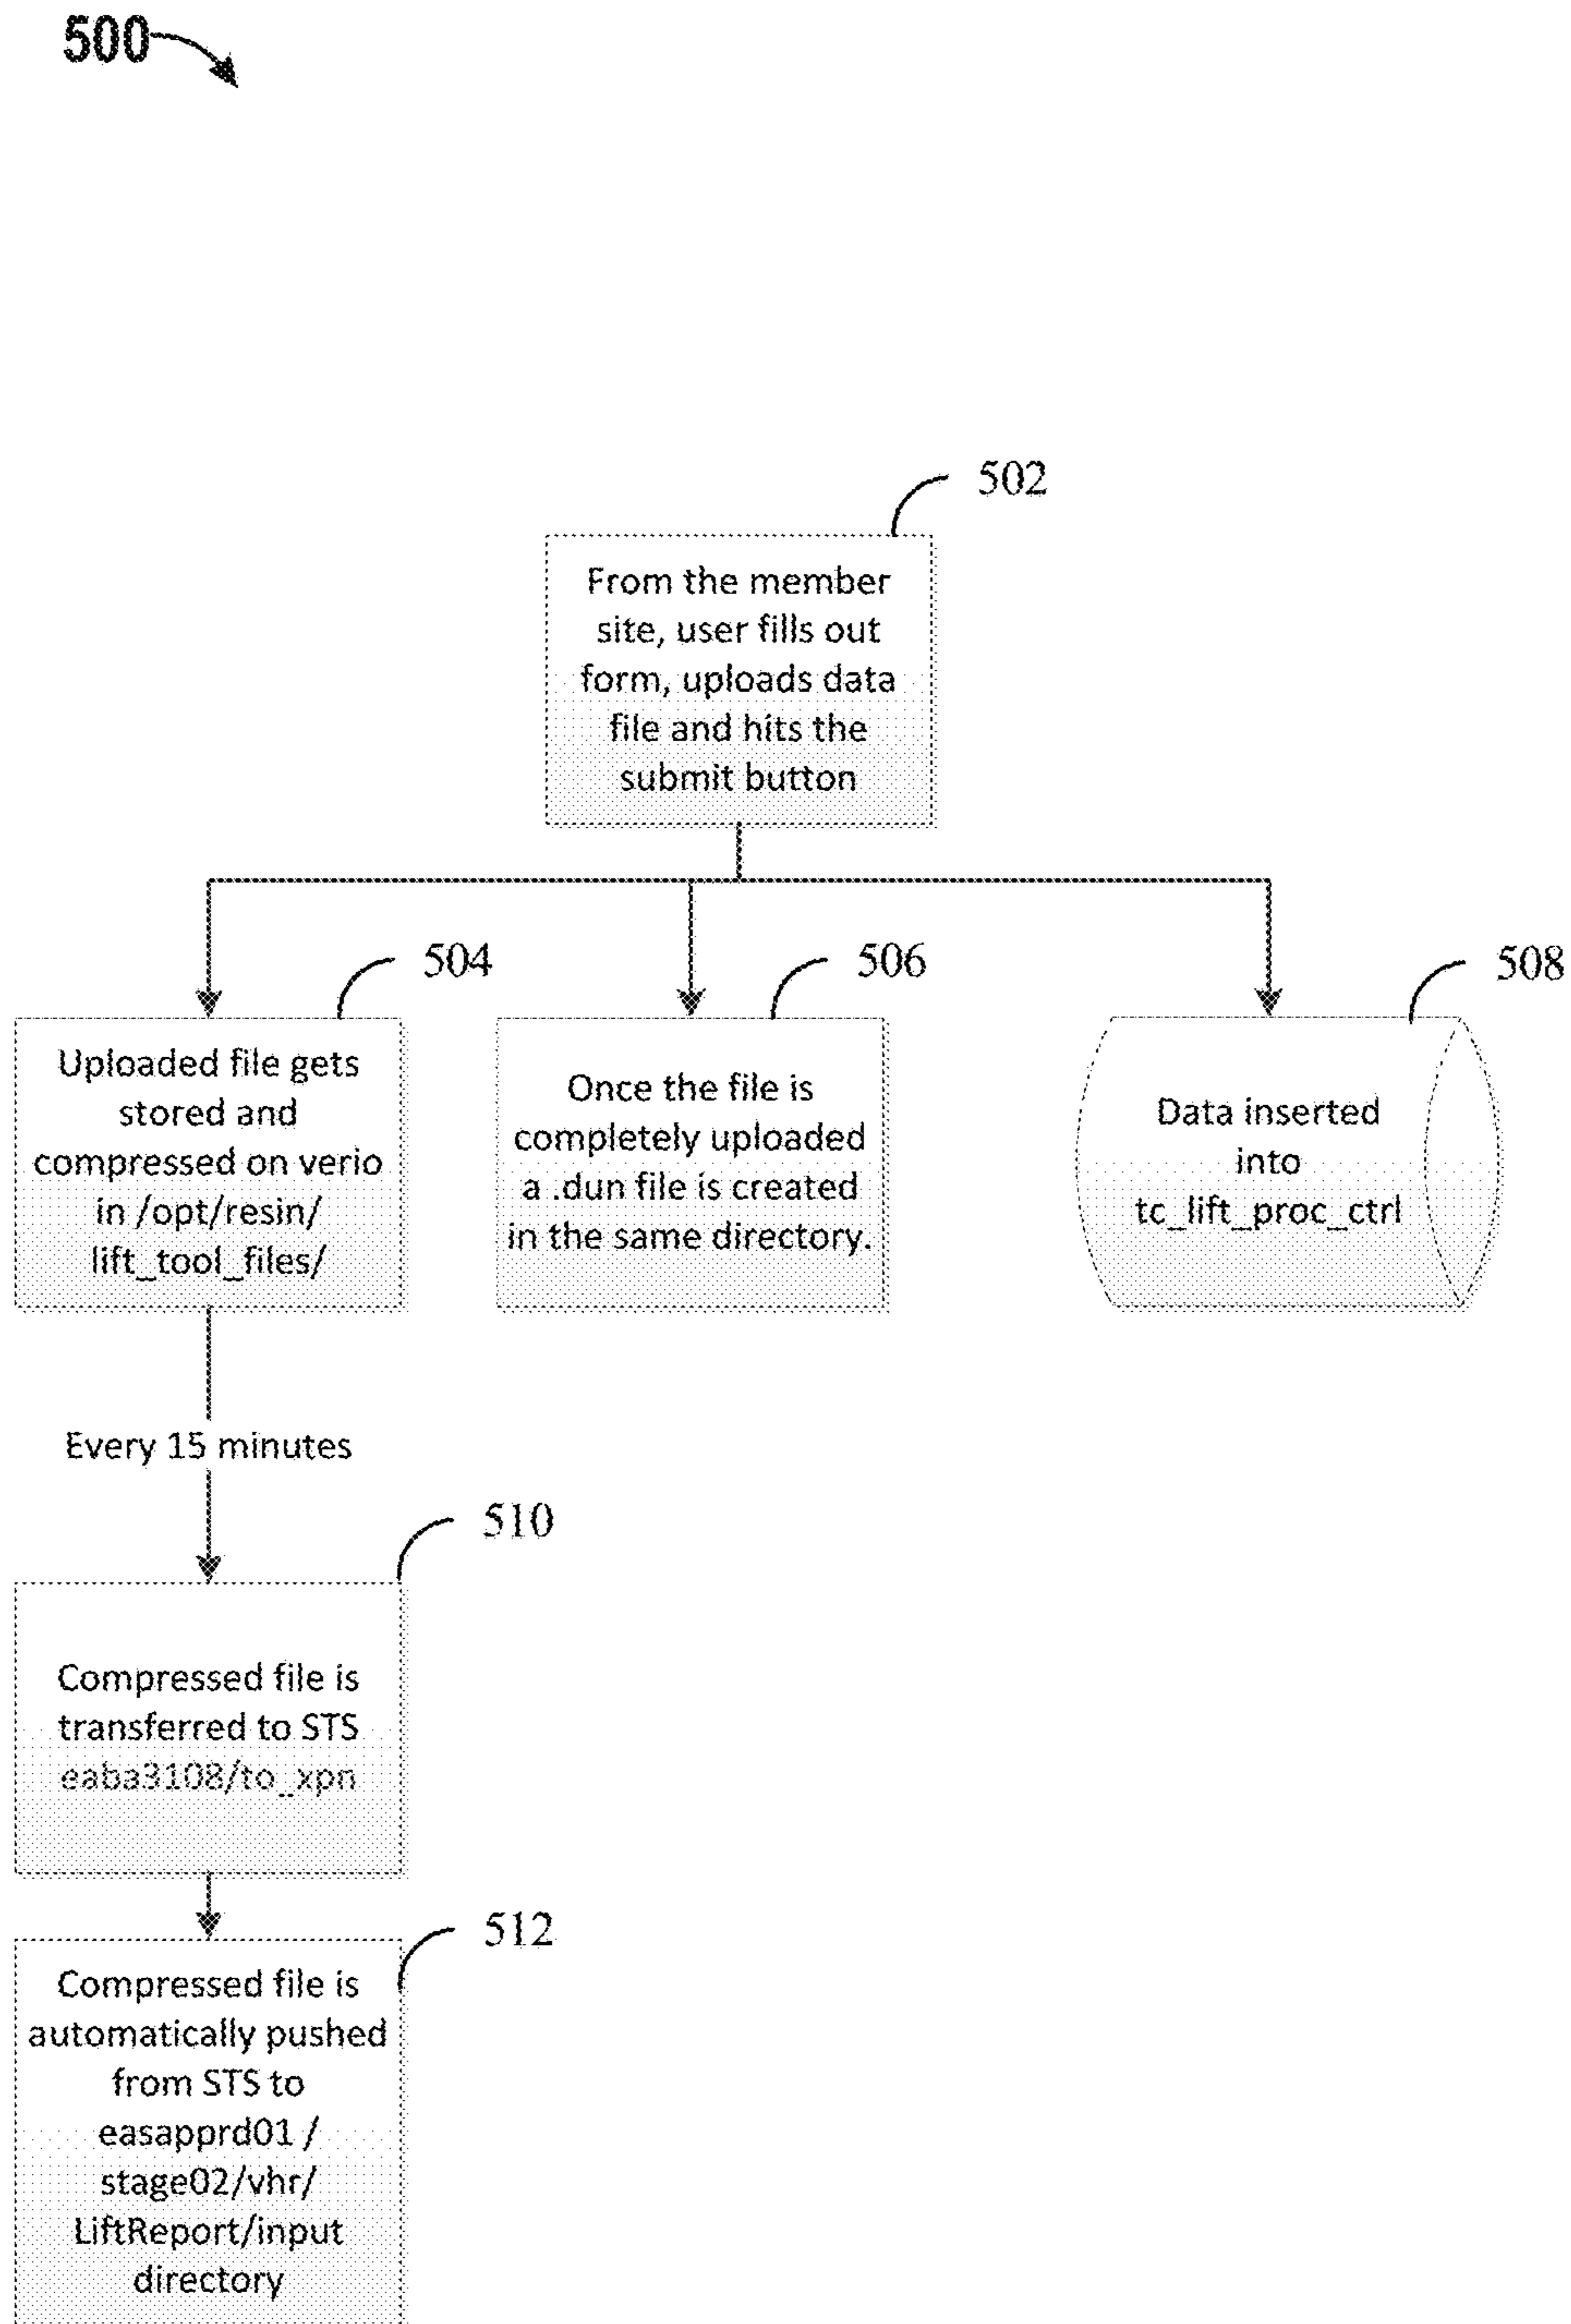 500
502
From the member
site, user fills out
form, uploads data
file and hits the
submit button
504
Uploaded file gets
stored and
compressed on verio
in /opt/resin/
lift_tool_files/
506
Once the file is
completely uploaded
a .dun file is created
in the same directory.
508
Data inserted
into
tc_lift_proc_ctrl
Every 15 minutes
510
Compressed file is
transferred to STS
eaba3108/to_xpn
512
Compressed file is
automatically pushed
from STS to
easapprd01 /
stage02/vhr/
LiftReport/input
directory